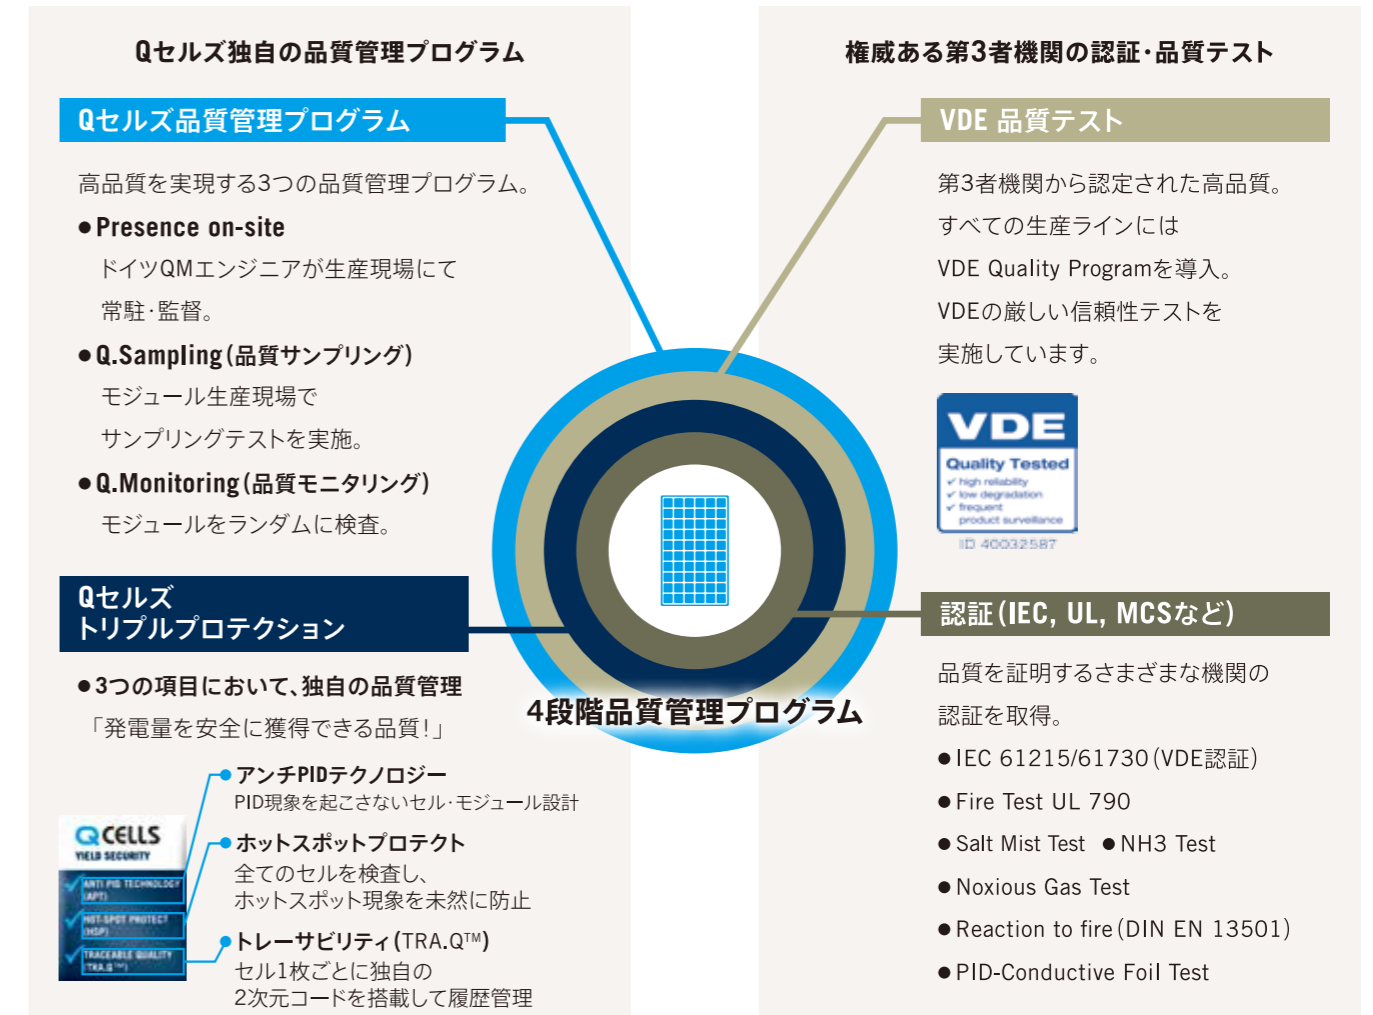 Qセルズ独自の品質管理プログラム
Qセルズ品質管理プログラム
高品質を実現する3つの品質管理プログラム。
●Presence on-site
ドイツQMエンジニアが生産現場にて
常駐・監督。
●Q.Sampling(品質サンプリング)
モジュール生産現場で
サンプリングテストを実施。
●Q.Monitoring(品質モニタリング)
モジュールをランダムに検査。
Qセルズ
トリプルプロテクション
●3つの項目において、独自の品質管理
「発電量を安全に獲得できる品質!」
アンチPIDテクノロジー
PID現象を起こさないセル・モジュール設計
ホットスポットプロテクト
全てのセルを検査し、
ホットスポット現象を未然に防止
トレーサビリティ(TRA.Q™)
セル1枚ごとに独自の
2次元コードを搭載して履歴管理
Q CELLS
YIELD SECURITY
ANTI PID TECHNOLOGY
(APT)
HOT-SPOT PROTECT
(HSP)
TRACEABLE QUALITY
(TRA.Q™)
4段階品質管理プログラム
権威ある第3者機関の認証・品質テスト
VDE 品質テスト
第3者機関から認定された高品質。
すべての生産ラインには
VDE Quality Programを導入。
VDEの厳しい信頼性テストを
実施しています。
VDE
Quality Tested
✓ high reliability
✓ low degradation
✓ frequent
product surveillance
ID 40032587
認証(IEC, UL, MCSなど)
品質を証明するさまざまな機関の
認証を取得。
●IEC 61215/61730(VDE認証)
●Fire Test UL 790
●Salt Mist Test ●NH3 Test
●Noxious Gas Test
●Reaction to fire(DIN EN 13501)
●PID-Conductive Foil Test